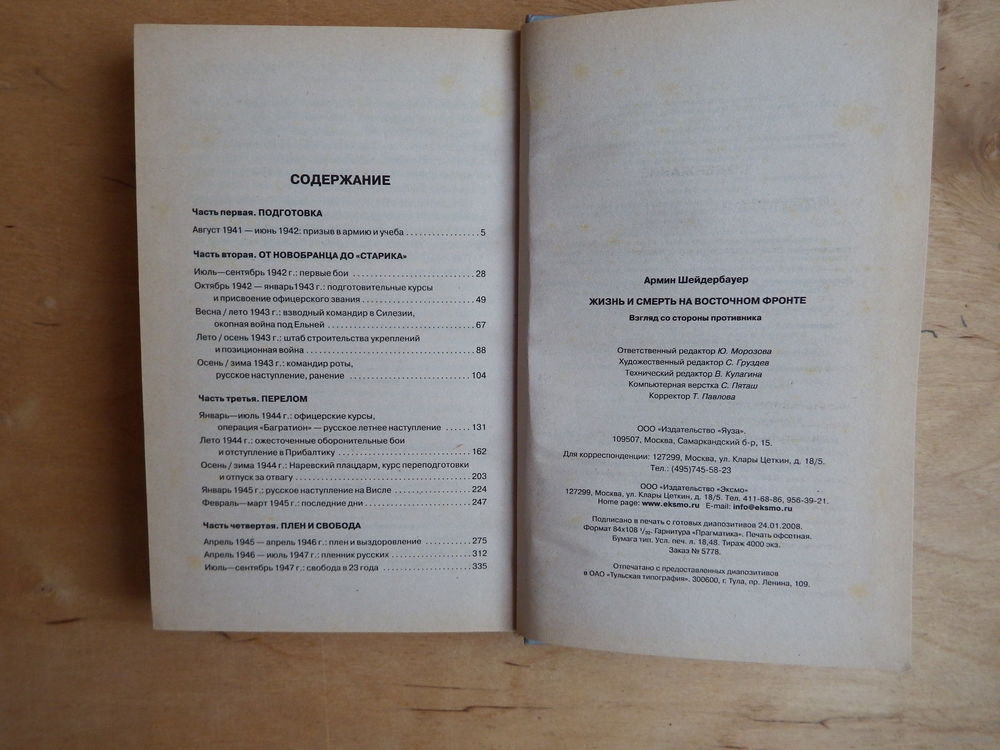 СОДЕРЖАНИЕ
Часть первая. ПОДГОТОВКА
Август 1941 — июнь 1942: призыв в армию и учеба . . . . . . . . . . . . . . . . 5
Часть вторая. ОТ НОВОБРАНЦА ДО «СТАРИКА»
Июль—сентябрь 1942 г.: первые бои . . . . . . . . . . . . . . . . . . . . . . . . . . . 28
Октябрь 1942 — январь1943 г.: подготовительные курсы
и присвоение офицерского звания . . . . . . . . . . . . . . . . . . . . . . . . 49
Весна / лето 1943 г.: взводный командир в Силезии,
окопная война под Ельней . . . . . . . . . . . . . . . . . . . . . . . . . . . . . . . 67
Лето / осень 1943 г.: штаб строительства укреплений
и позиционная война . . . . . . . . . . . . . . . . . . . . . . . . . . . . . . . . . . . 88
Осень / зима 1943 г.: командир роты,
русское наступление, ранение . . . . . . . . . . . . . . . . . . . . . . . . . . . 104
Часть третья. ПЕРЕЛОМ
Январь—июль 1944 г.: офицерские курсы,
операция «Багратион» — русское летнее наступление . . . . . . . 131
Лето 1944 г.: ожесточенные оборонительные бои
и отступление в Прибалтику . . . . . . . . . . . . . . . . . . . . . . . . . . . . . 162
Осень / зима 1944 г.: Наревский плацдарм, курс переподготовки
и отпуск за отвагу . . . . . . . . . . . . . . . . . . . . . . . . . . . . . . . . . . . . . . 203
Январь 1945 г.: русское наступление на Висле . . . . . . . . . . . . . . . . . 224
Февраль—март 1945 г.: последние дни . . . . . . . . . . . . . . . . . . . . . . . 247
Часть четвертая. ПЛЕН И СВОБОДА
Апрель 1945 — апрель 1946 г.: плен и выздоровление . . . . . . . . . . . 275
Апрель 1946 — июль 1947 г.: пленник русских . . . . . . . . . . . . . . . . . . 312
Июль—сентябрь 1947 г.: свобода в 23 года . . . . . . . . . . . . . . . . . . . . 335
Армин Шейдербауер
ЖИЗНЬ И СМЕРТЬ НА ВОСТОЧНОМ ФРОНТЕ
Взгляд со стороны противника
Ответственный редактор Ю. Морозова
Художественный редактор С. Груздев
Технический редактор В. Кулагина
Компьютерная верстка С. Пяташ
Корректор Т. Павлова
ООО «Издательство «Яуза».
109507, Москва, Самаркандский б-р, 15.
Для корреспонденции: 127299, Москва, ул. Клары Цеткин, д. 18/5.
Тел.: (495)745-58-23
ООО «Издательство «Эксмо»
127299, Москва, ул. Клары Цеткин, д. 18/5. Тел. 411-68-86, 956-39-21.
Home page: www.eksmo.ru E-mail: info@eksmo.ru
Подписано в печать с готовых диапозитивов 24.01.2008.
Формат 84x108 1/32. Гарнитура «Прагматика». Печать офсетная.
Бумага тип. Усл. печ. л. 18,48. Тираж 4000 экз.
Заказ № 5778.
Отпечатано с предоставленных диапозитивов
в ОАО «Тульская типография». 300600, г. Тула, пр. Ленина, 109.